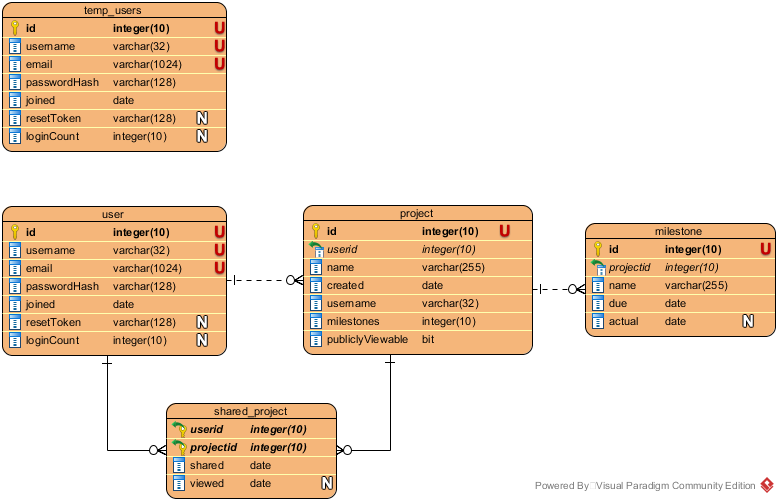 temp_users
id integer(10) U
username varchar(32) U
email varchar(1024) U
passwordHash varchar(128)
joined date
resetToken varchar(128) N
loginCount integer(10) N
user
id integer(10) U
username varchar(32) U
email varchar(1024) U
passwordHash varchar(128)
joined date
resetToken varchar(128) N
loginCount integer(10) N
project
id integer(10) U
userid integer(10)
name varchar(255)
created date
username varchar(32)
milestones integer(10)
publiclyViewable bit
milestone
id integer(10) U
projectid integer(10)
name varchar(255)
due date
actual date N
shared_project
userid integer(10)
projectid integer(10)
shared date
viewed date N
Powered By Visual Paradigm Community Edition